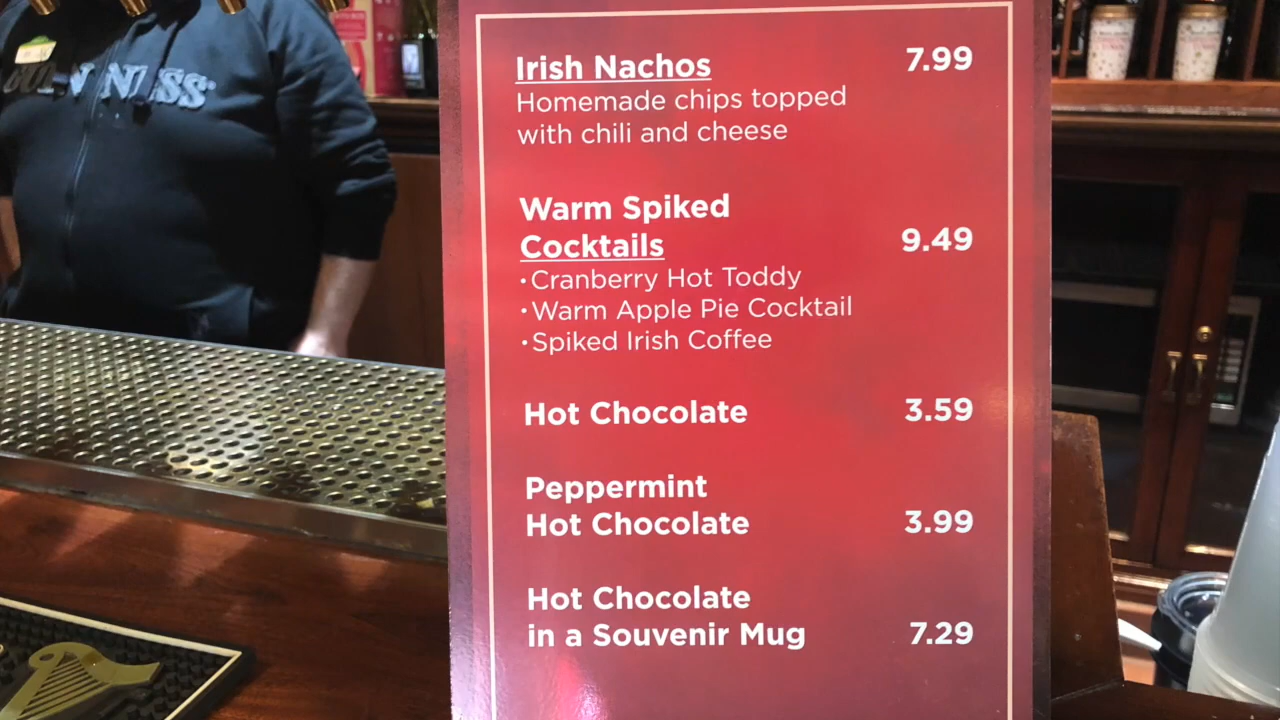 GUINNESS
Irish Nachos 7.99
Homemade chips topped
with chili and cheese
Warm Spiked
Cocktails 9.49
•Cranberry Hot Toddy
•Warm Apple Pie Cocktail
•Spiked Irish Coffee
Hot Chocolate 3.59
Peppermint
Hot Chocolate 3.99
Hot Chocolate
in a Souvenir Mug 7.29